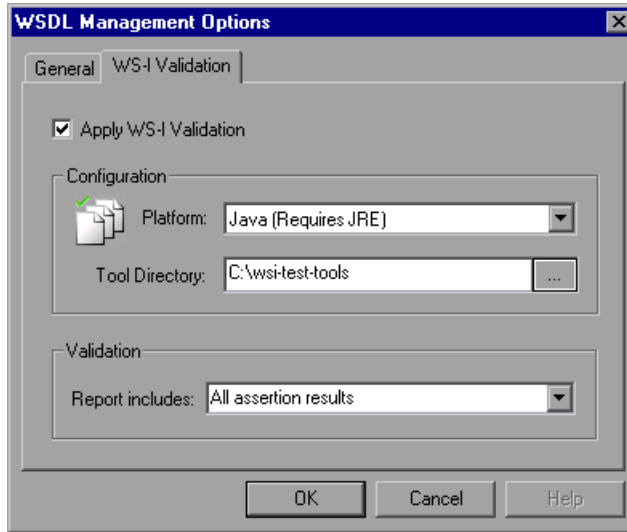 WSDL Management Options
General
WS-I Validation
Apply WS-I Validation
Configuration
Platform: Java (Requires JRE)
Tool Directory: C:\wsi-test-tools ...
Validation
Report includes: All assertion results
OK Cancel Help